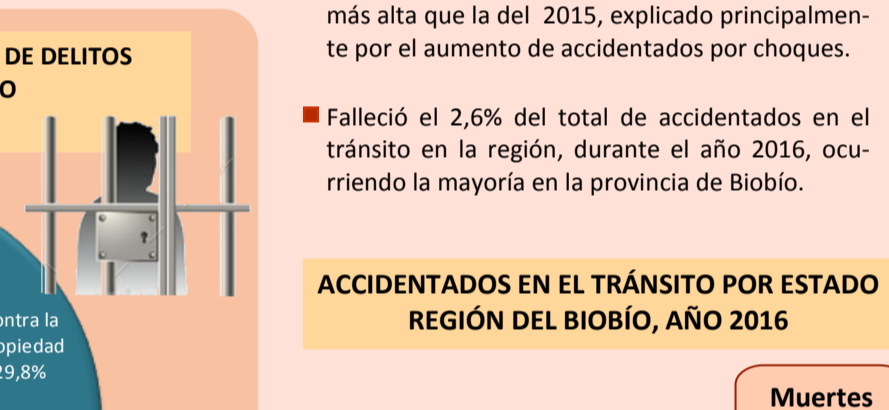 DE DELITOS
O
ontra la
opiedad
29,8%
más alta que la del 2015, explicado principalmen-
te por el aumento de accidentados por choques.
Falleció el 2,6% del total de accidentados en el
tránsito en la región, durante el año 2016, ocu-
rriendo la mayoría en la provincia de Biobío.
ACCIDENTADOS EN EL TRÁNSITO POR ESTADO
REGIÓN DEL BIOBÍO, AÑO 2016
Muertes